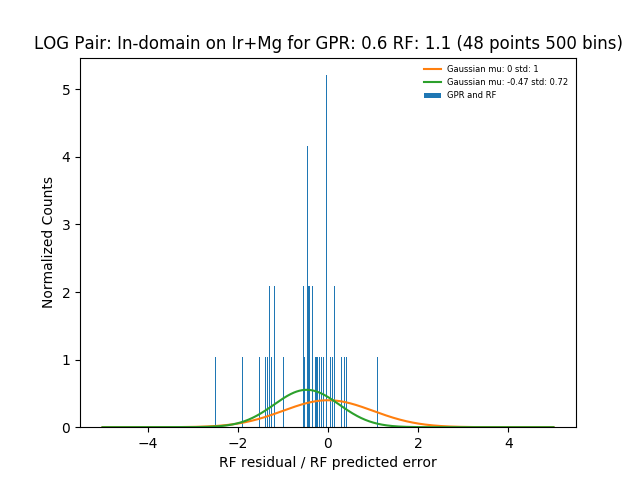 LOG Pair: In-domain on Ir+Mg for GPR: 0.6 RF: 1.1 (48 points 500 bins)
Gaussian mu: 0 std: 1
Gaussian mu: -0.47 std: 0.72
GPR and RF
Normalized Counts
5
4
3
2
1
0
−4 −2 0 2 4
RF residual / RF predicted error